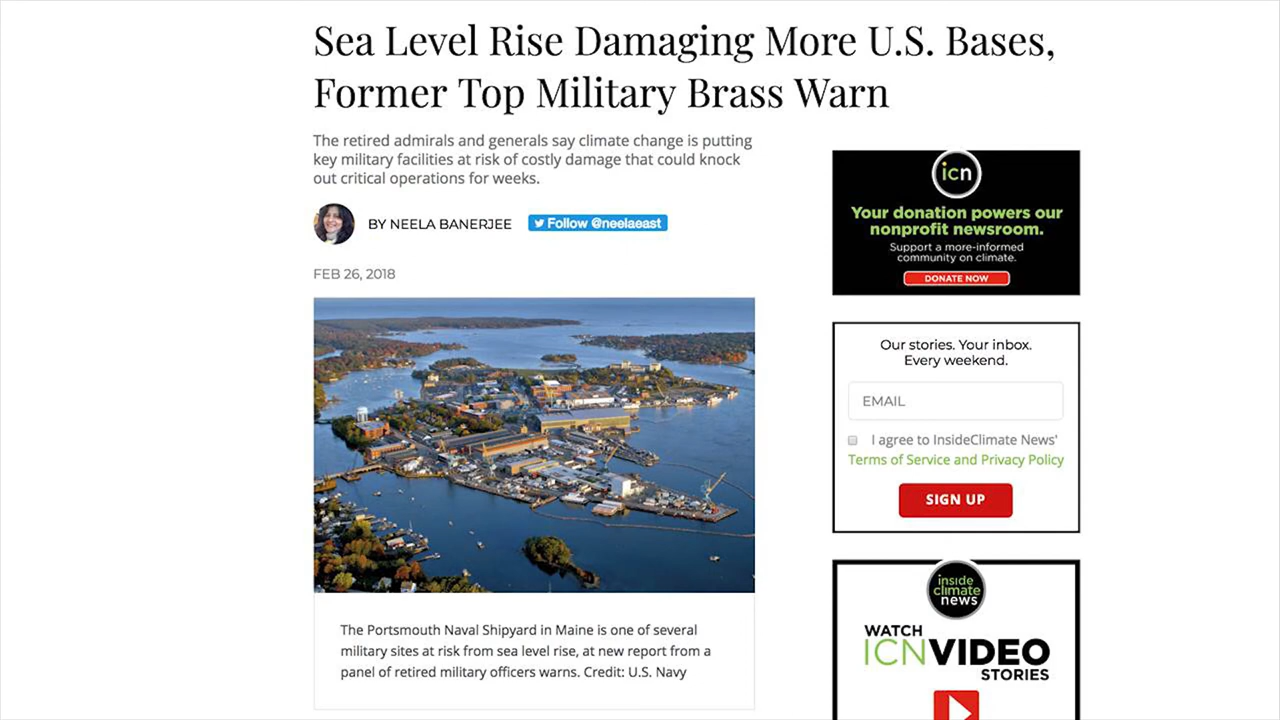 Sea Level Rise Damaging More U.S. Bases,
Former Top Military Brass Warn
The retired admirals and generals say climate change is putting
key military facilities at risk of costly damage that could knock
out critical operations for weeks.
BY NEELA BANERJEE
Follow @neelaeast
FEB 26, 2018
The Portsmouth Naval Shipyard in Maine is one of several
military sites at risk from sea level rise, at new report from a
panel of retired military officers warns. Credit: U.S. Navy
icn
Your donation powers our
nonprofit newsroom.
Support a more-informed
community on climate.
DONATE NOW
Our stories. Your inbox.
Every weekend.
EMAIL
I agree to InsideClimate News'
Terms of Service and Privacy Policy
SIGN UP
inside
climate
news
WATCH
ICNVIDEO
STORIES